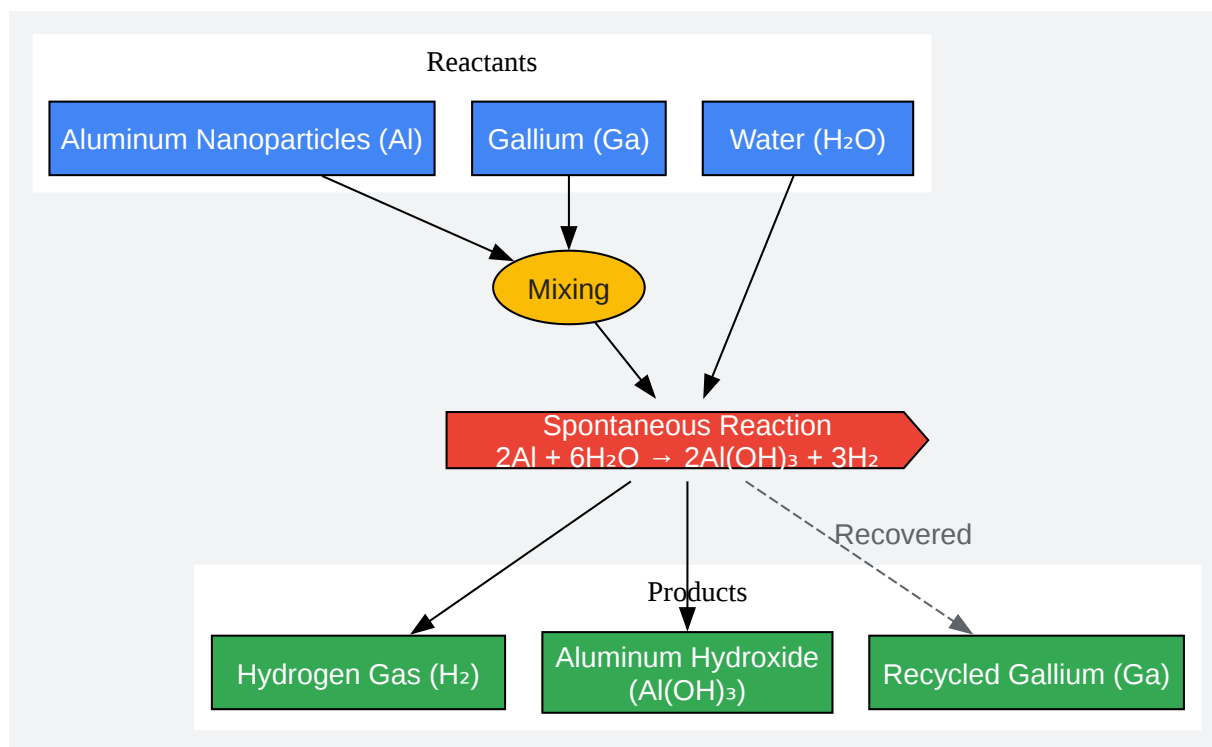 Reactants
Aluminum Nanoparticles (Al)
Gallium (Ga)
Water (H₂O)
Mixing
Spontaneous Reaction
2Al + 6H₂O → 2Al(OH)₃ + 3H₂
Recovered
Products
Hydrogen Gas (H₂)
Aluminum Hydroxide
(Al(OH)₃)
Recycled Gallium (Ga)